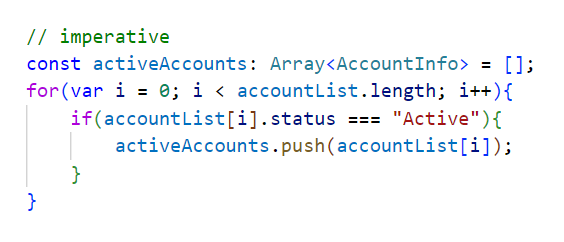 // imperative
const activeAccounts: Array<AccountInfo> = [];
for(var i = 0; i < accountList.length; i++){
    if(accountList[i].status === "Active"){
        activeAccounts.push(accountList[i]);
    }
}